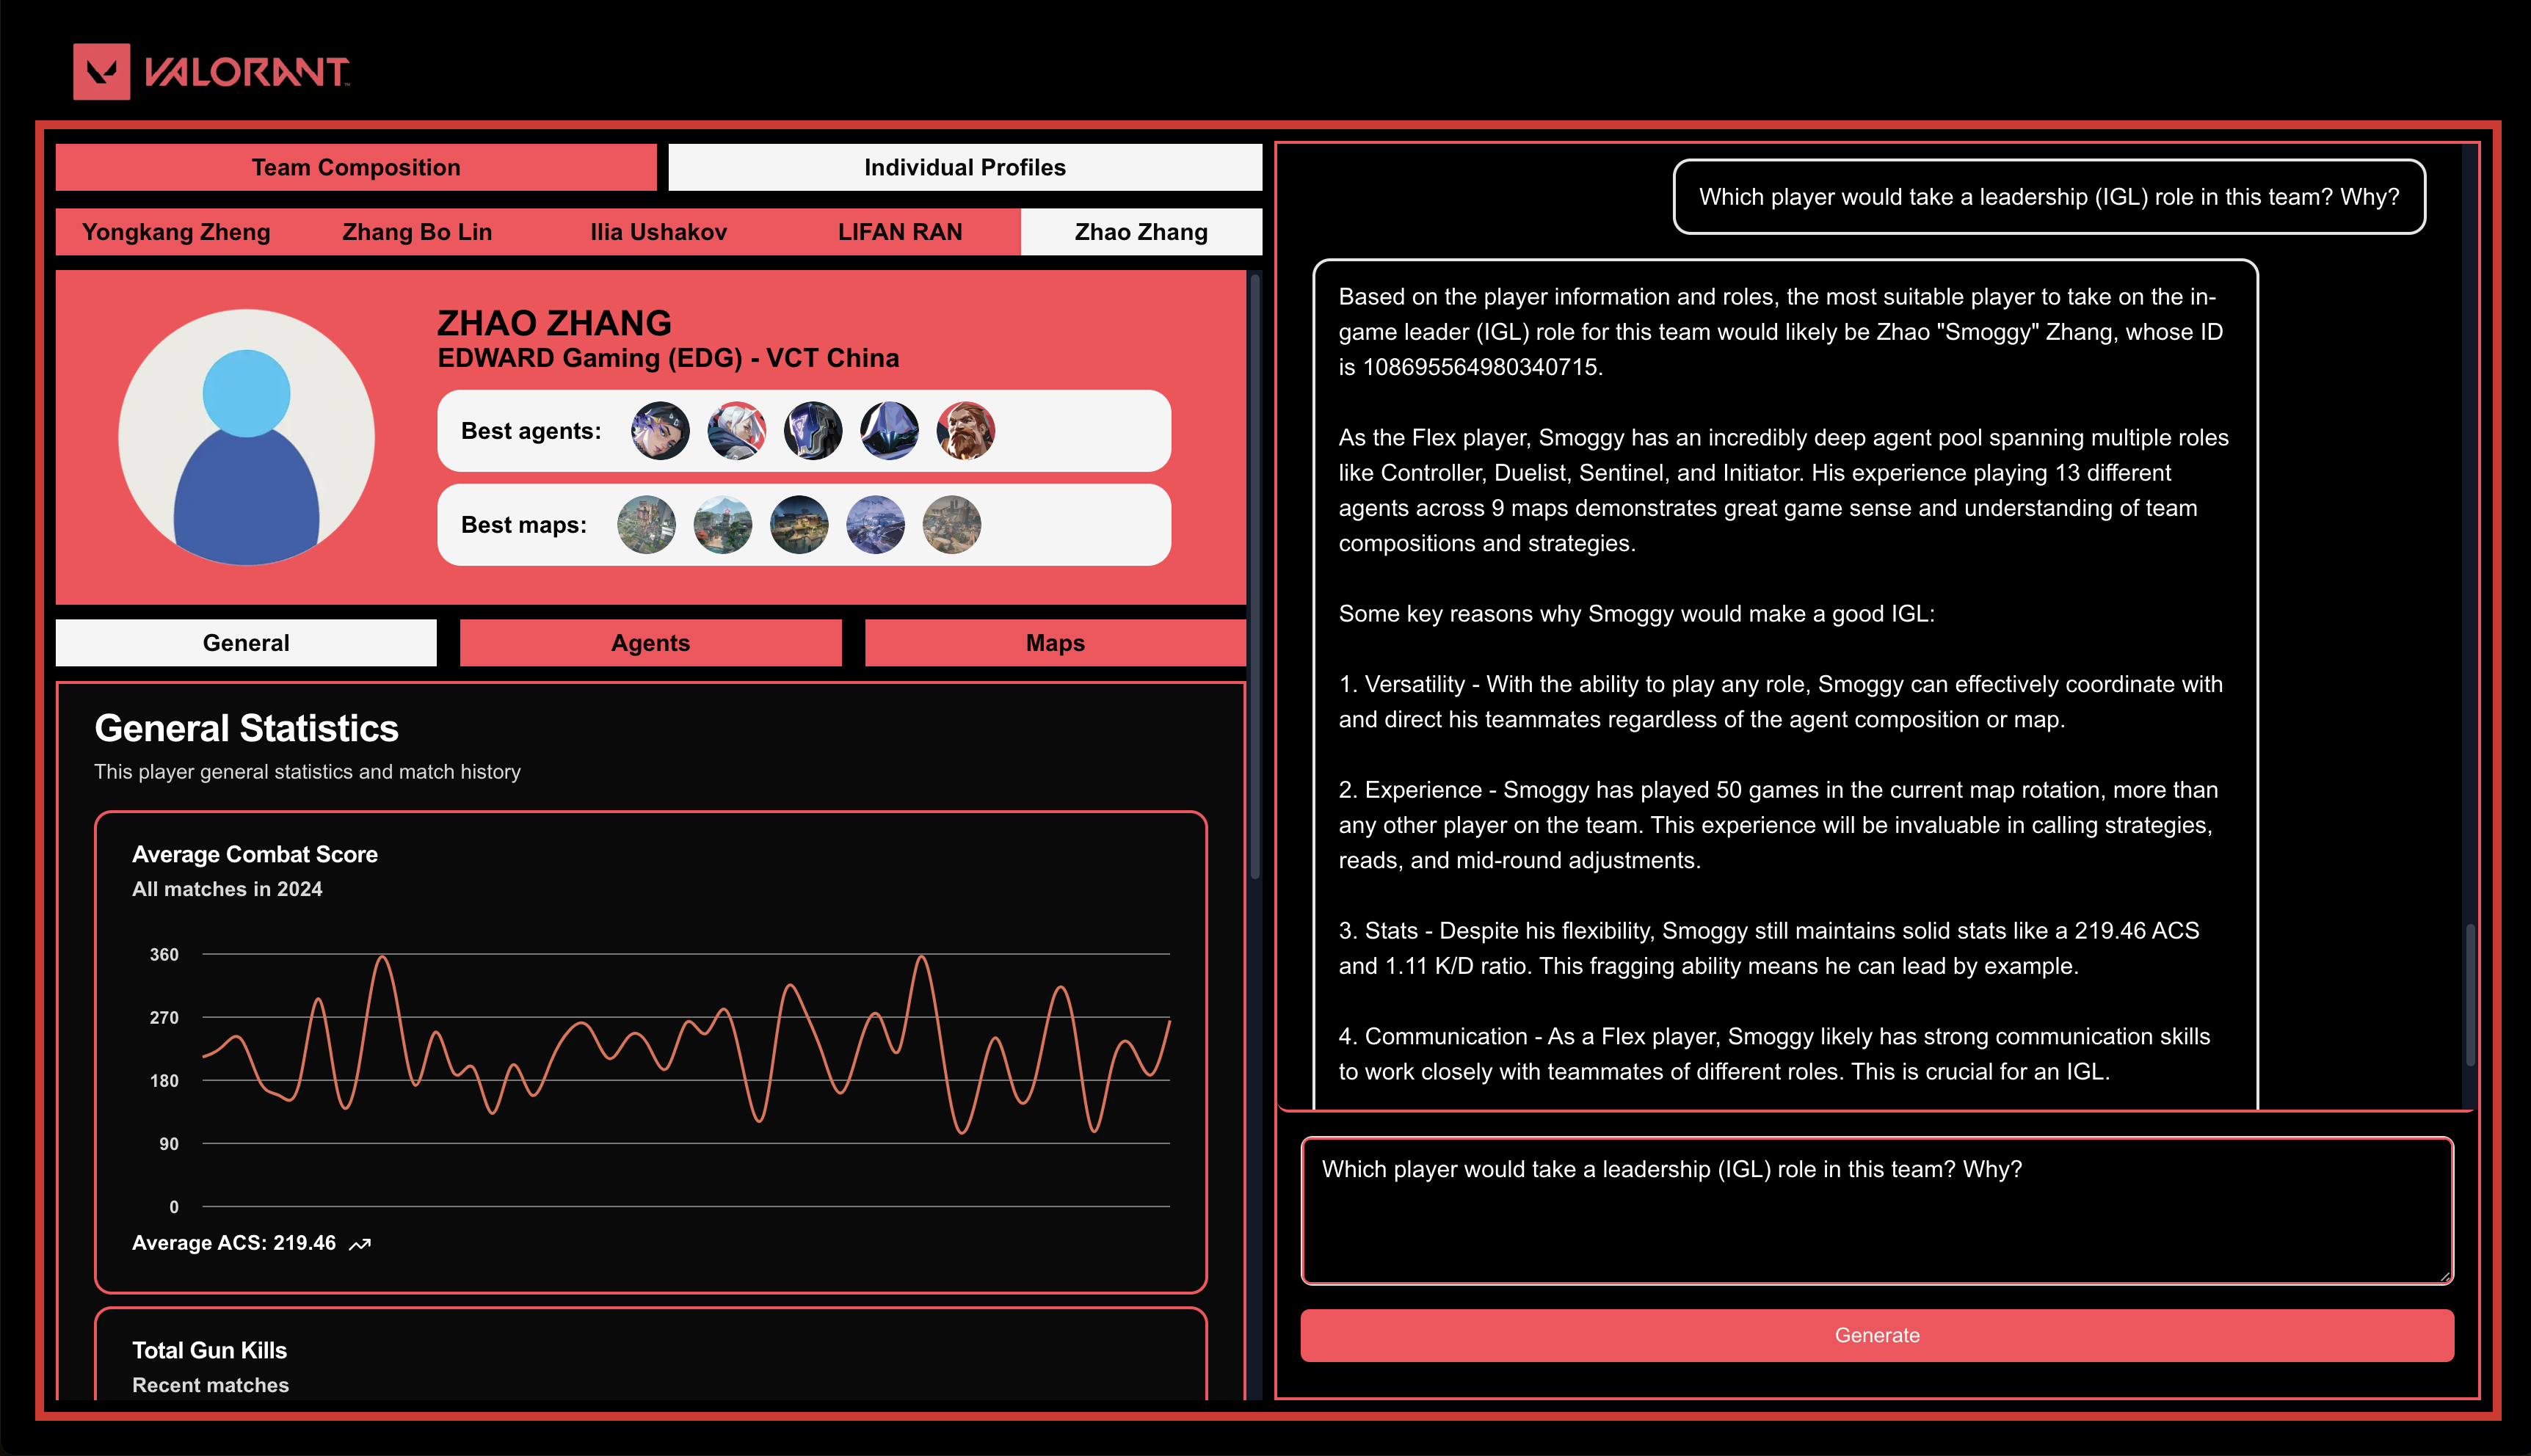 VALORANT
Team Composition
Individual Profiles
Yongkang Zheng
Zhang Bo Lin
Ilia Ushakov
LIFAN RAN
Zhao Zhang
ZHAO ZHANG
EDWARD Gaming (EDG) - VCT China
Best agents:
Best maps:
General
Agents
Maps
General Statistics
This player general statistics and match history
Average Combat Score
All matches in 2024
360
270
180
90
0
Average ACS: 219.46
Total Gun Kills
Recent matches
Which player would take a leadership (IGL) role in this team? Why?
Based on the player information and roles, the most suitable player to take on the in-
game leader (IGL) role for this team would likely be Zhao "Smoggy" Zhang, whose ID
is 108695564980340715.
As the Flex player, Smoggy has an incredibly deep agent pool spanning multiple roles
like Controller, Duelist, Sentinel, and Initiator. His experience playing 13 different
agents across 9 maps demonstrates great game sense and understanding of team
compositions and strategies.
Some key reasons why Smoggy would make a good IGL:
1. Versatility - With the ability to play any role, Smoggy can effectively coordinate with
and direct his teammates regardless of the agent composition or map.
2. Experience - Smoggy has played 50 games in the current map rotation, more than
any other player on the team. This experience will be invaluable in calling strategies,
reads, and mid-round adjustments.
3. Stats - Despite his flexibility, Smoggy still maintains solid stats like a 219.46 ACS
and 1.11 K/D ratio. This fragging ability means he can lead by example.
4. Communication - As a Flex player, Smoggy likely has strong communication skills
to work closely with teammates of different roles. This is crucial for an IGL.
Which player would take a leadership (IGL) role in this team? Why?
Generate